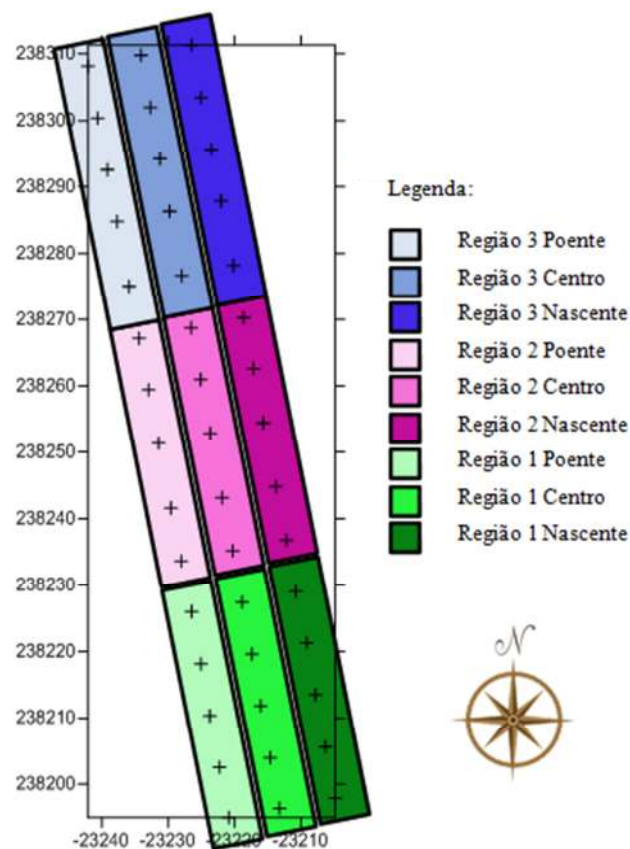 238310
238300
238290
238280
238270
238260
238250
238240
238230
238220
238210
238200
-23240 -23230 -23220 -23210
Legenda:
Região 3 Poente
Região 3 Centro
Região 3 Nascente
Região 2 Poente
Região 2 Centro
Região 2 Nascente
Região 1 Poente
Região 1 Centro
Região 1 Nascente
N